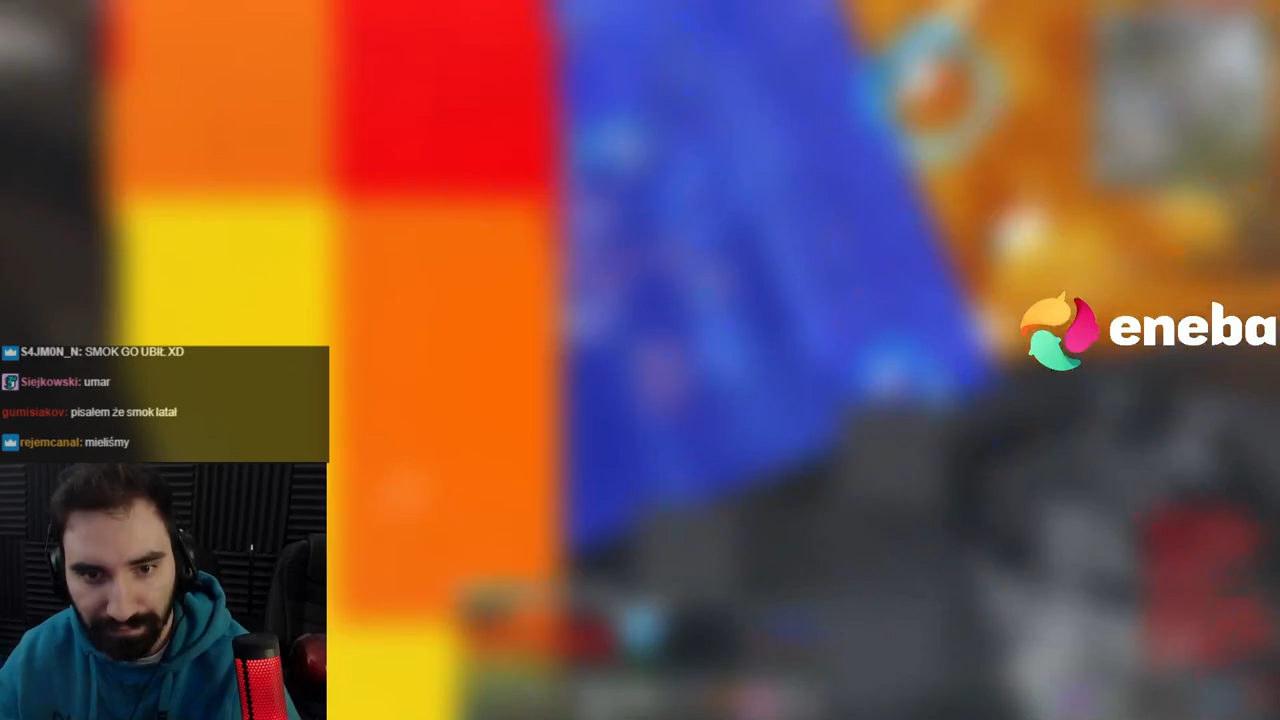 S4JM0N_N: SMOK GO UBIŁ XD
Siejkowski: umar
gumisiakov: pisałem że smok latał
rejemcanal: mieliśmy
eneba